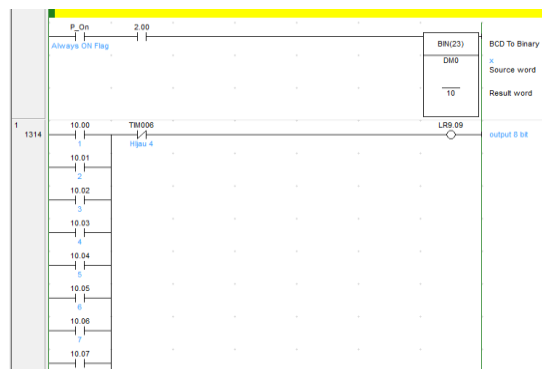 P_On 2.00
Always ON Flag
BIN(23) BCD To Binary
DM0 x
Source word
10 Result word
1
1314
10.00 TIM006 LR9.09
1 Hijau 4 output 8 bit
10.01
2
10.02
3
10.03
4
10.04
5
10.05
6
10.06
7
10.07